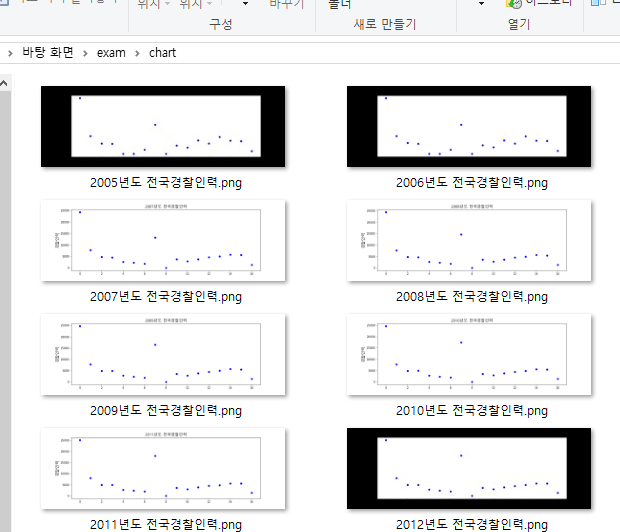 위치 위치 바꾸기 폴더 히스토리
구성 새로 만들기 열기
바탕 화면 exam chart
2005년도 전국경찰인력.png 2006년도 전국경찰인력.png
2007년도 전국경찰인력.png 2008년도 전국경찰인력.png
2009년도 전국경찰인력.png 2010년도 전국경찰인력.png
2011년도 전국경찰인력.png 2012년도 전국경찰인력.png